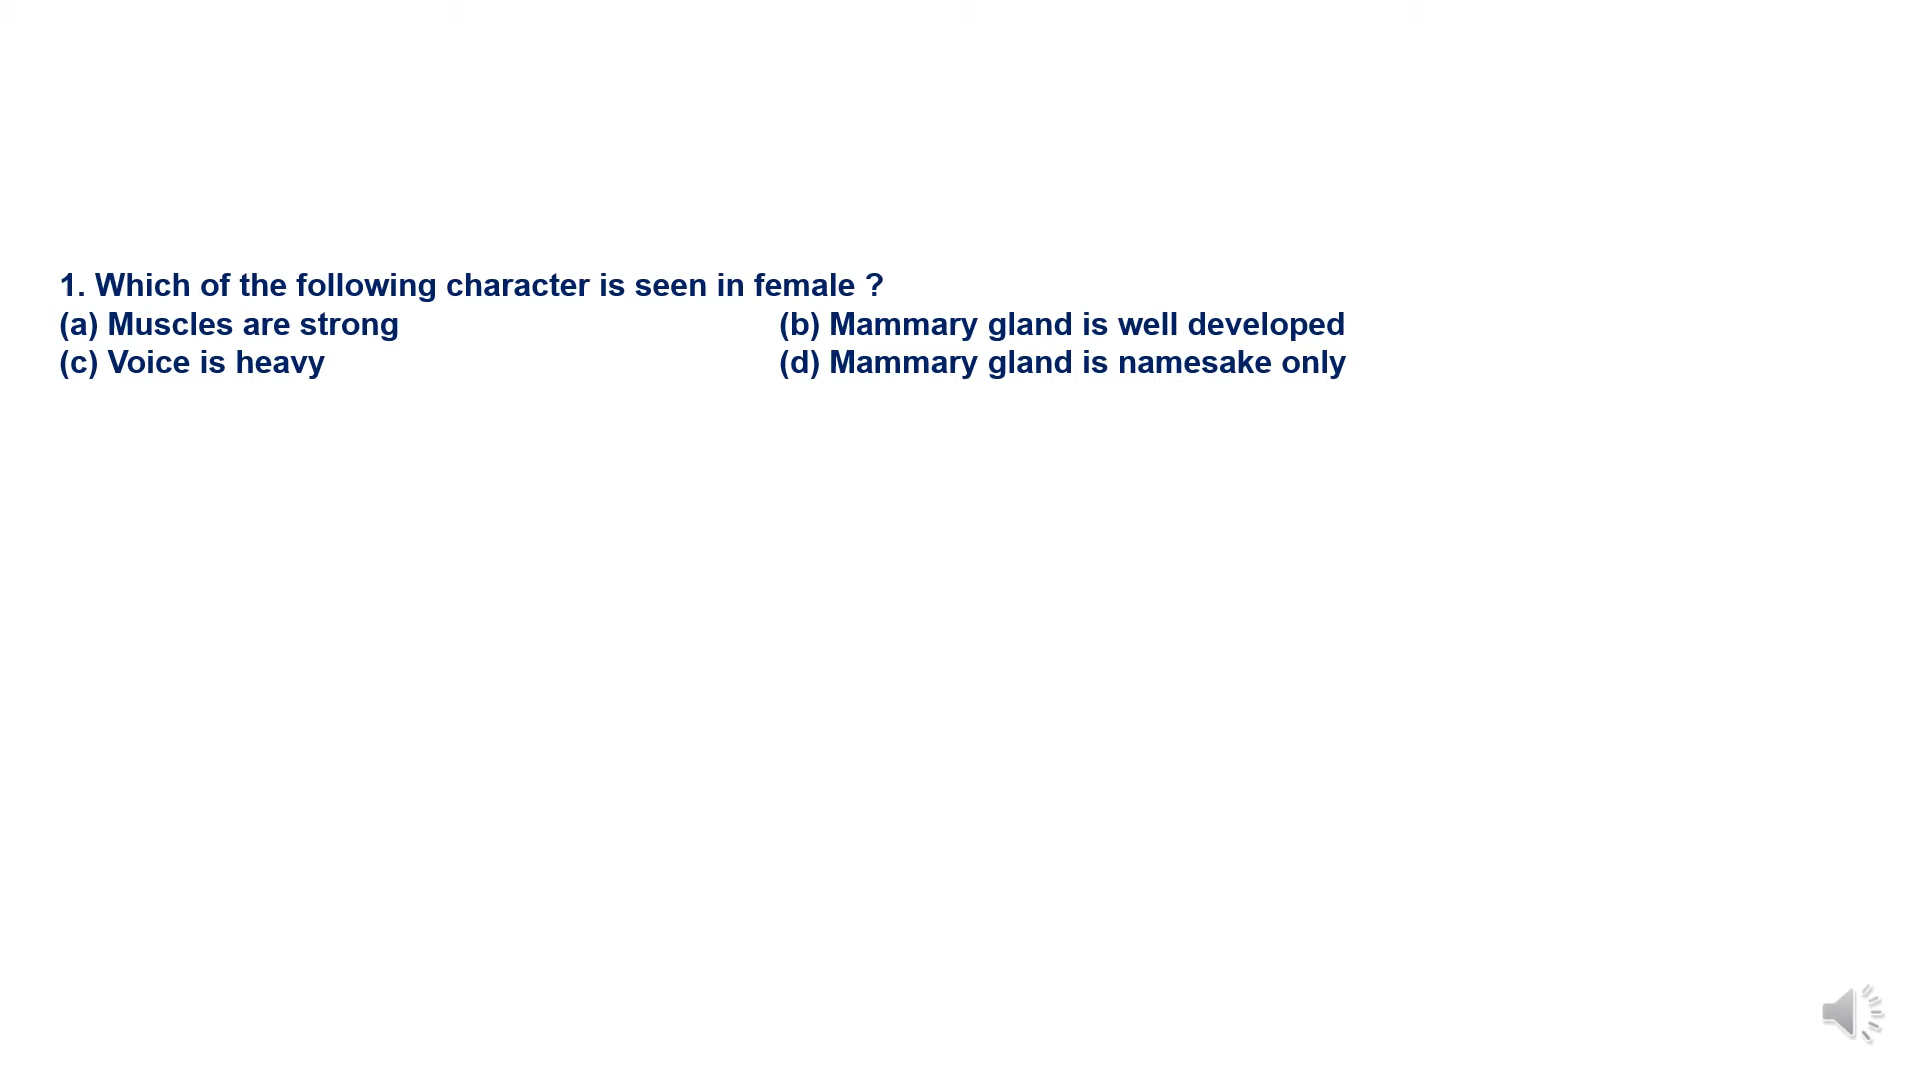 1. Which of the following character is seen in female ?
(a) Muscles are strong (b) Mammary gland is well developed
(c) Voice is heavy (d) Mammary gland is namesake only